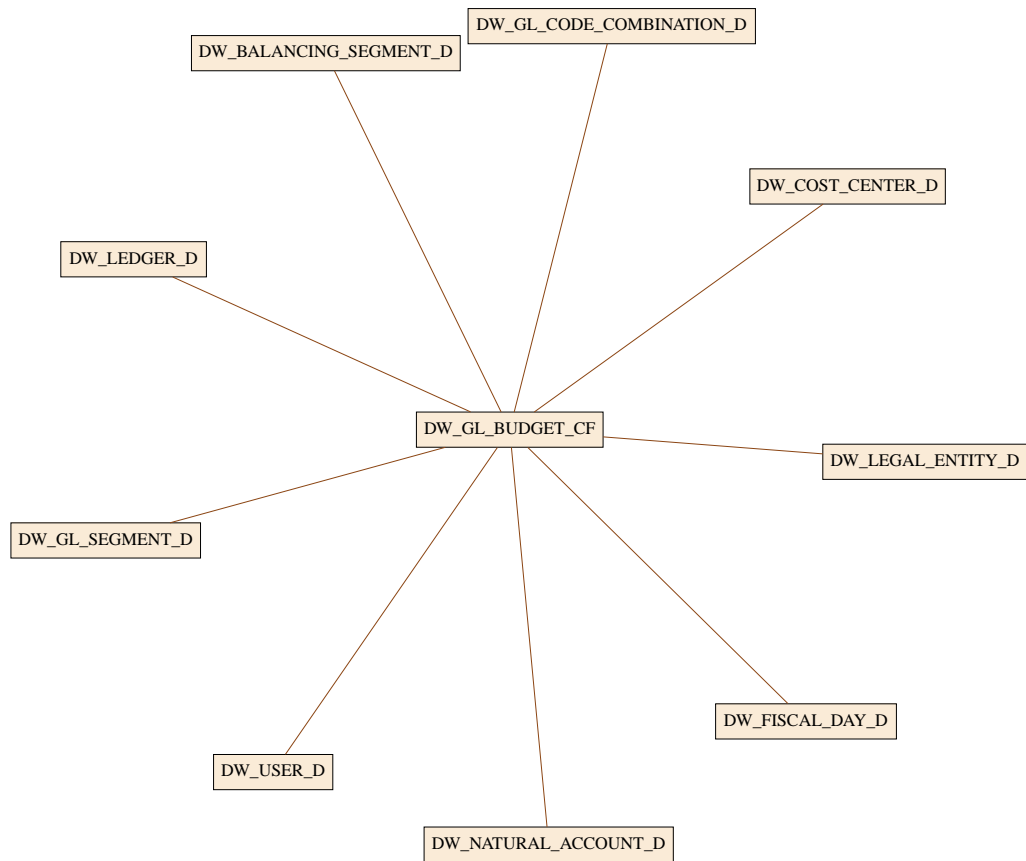 DW_GL_CODE_COMBINATION_D
DW_BALANCING_SEGMENT_D
DW_COST_CENTER_D
DW_LEDGER_D
DW_GL_BUDGET_CF
DW_LEGAL_ENTITY_D
DW_GL_SEGMENT_D
DW_FISCAL_DAY_D
DW_USER_D
DW_NATURAL_ACCOUNT_D